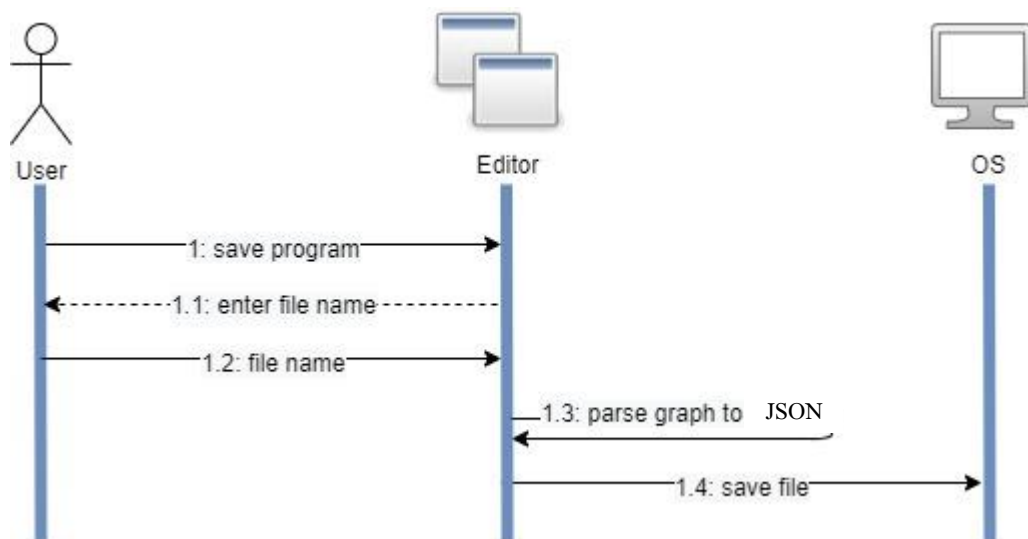 User
Editor
OS
1: save program
1.1: enter file name
1.2: file name
1.3: parse graph to JSON
1.4: save file